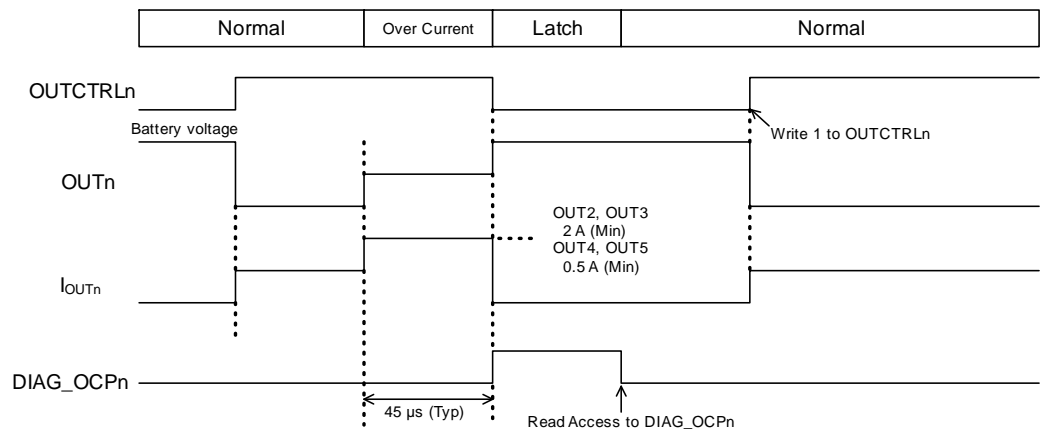 Normal
Over Current
Latch
Normal
OUTCTRLn
Battery voltage
Write 1 to OUTCTRLn
OUTn
OUT2, OUT3
2 A (Min)
OUT4, OUT5
0.5 A (Min)
IOUTn
DIAG_OCPn
45 µs (Typ)
Read Access to DIAG_OCPn